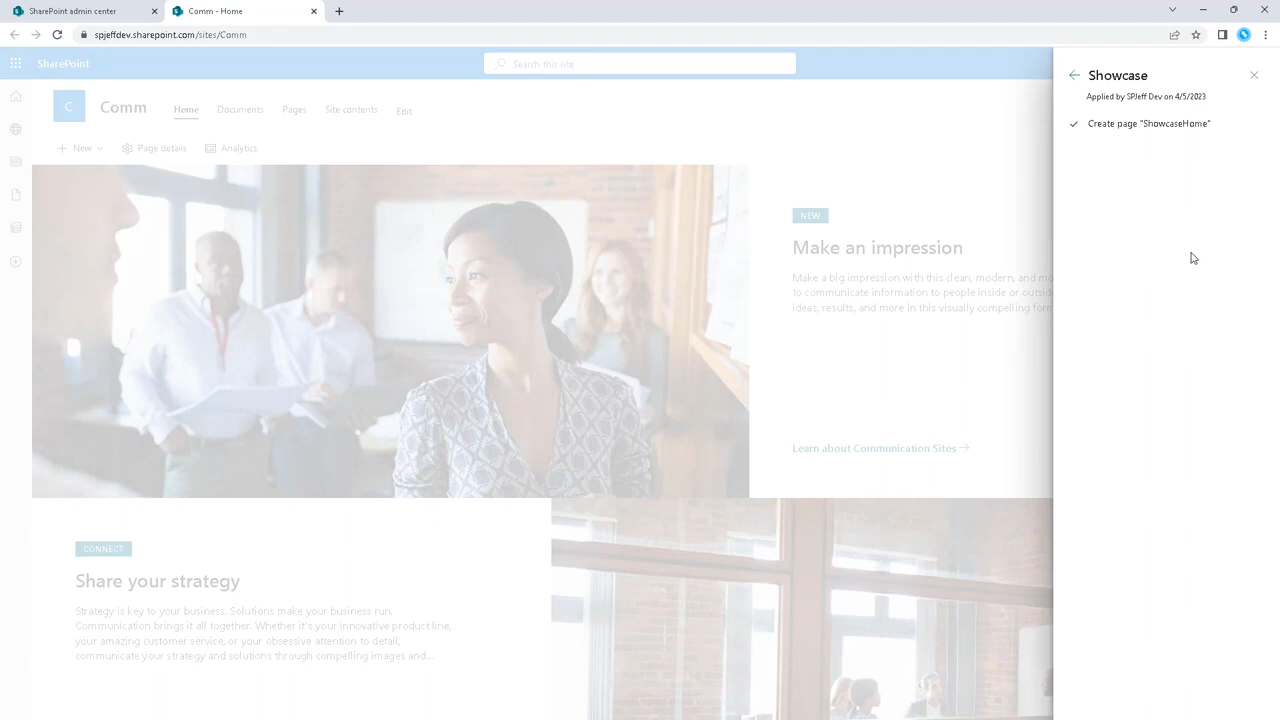 SharePoint admin center
Comm - Home
spjeffdev.sharepoint.com/sites/Comm
SharePoint
Search this site
C
Comm
Home
Documents
Pages
Site contents
Edit
New
Page details
Analytics
NEW
Make an impression
Make a big impression with this clean, modern, and mo
to communicate information to people inside or outsid
ideas, results, and more in this visually compelling for
Learn about Communication Sites
CONNECT
Share your strategy
Strategy is key to your business. Solutions make your business run.
Communication brings it all together. Whether it's your innovative product line,
your amazing customer service, or your obsessive attention to detail,
communicate your strategy and solutions through compelling images and...
Showcase
Applied by SPJeff Dev on 4/5/2023
Create page "ShowcaseHome"